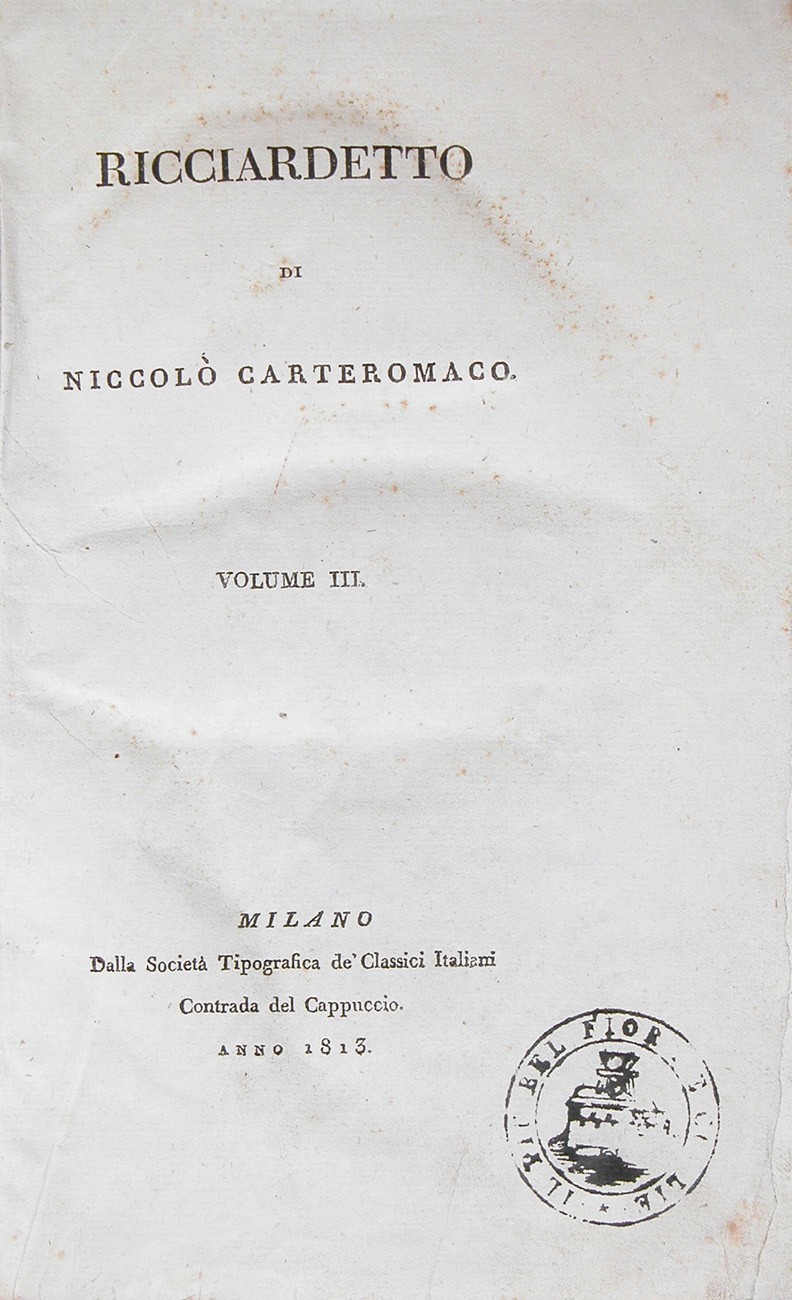 RICCIARDETTO
DI
NICCOLÒ CARTEROMACO.
VOLUME III.
MILANO
Dalla Società Tipografica de' Classici Italiani
Contrada del Cappuccio.
ANNO 1813.
IL PIÙ BEL FIOR